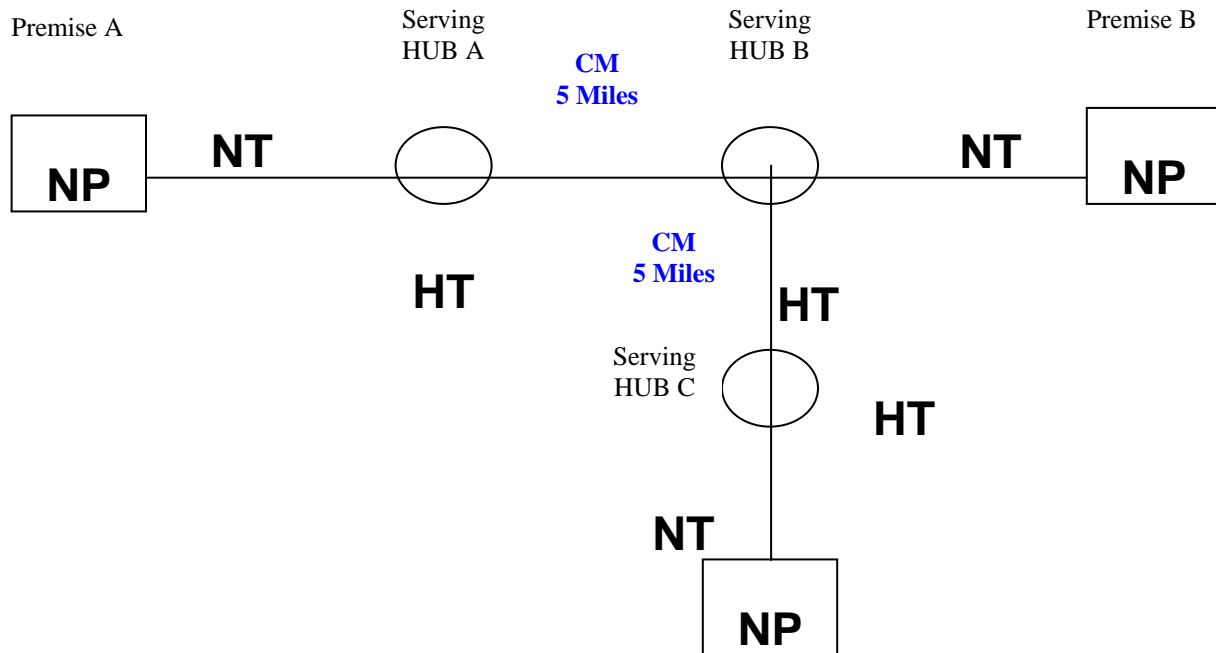 Premise A
Serving
HUB A
CM
5 Miles
Serving
HUB B
Premise B
NP
NT
NT
NP
CM
5 Miles
HT
HT
Serving
HUB C
HT
NT
NP